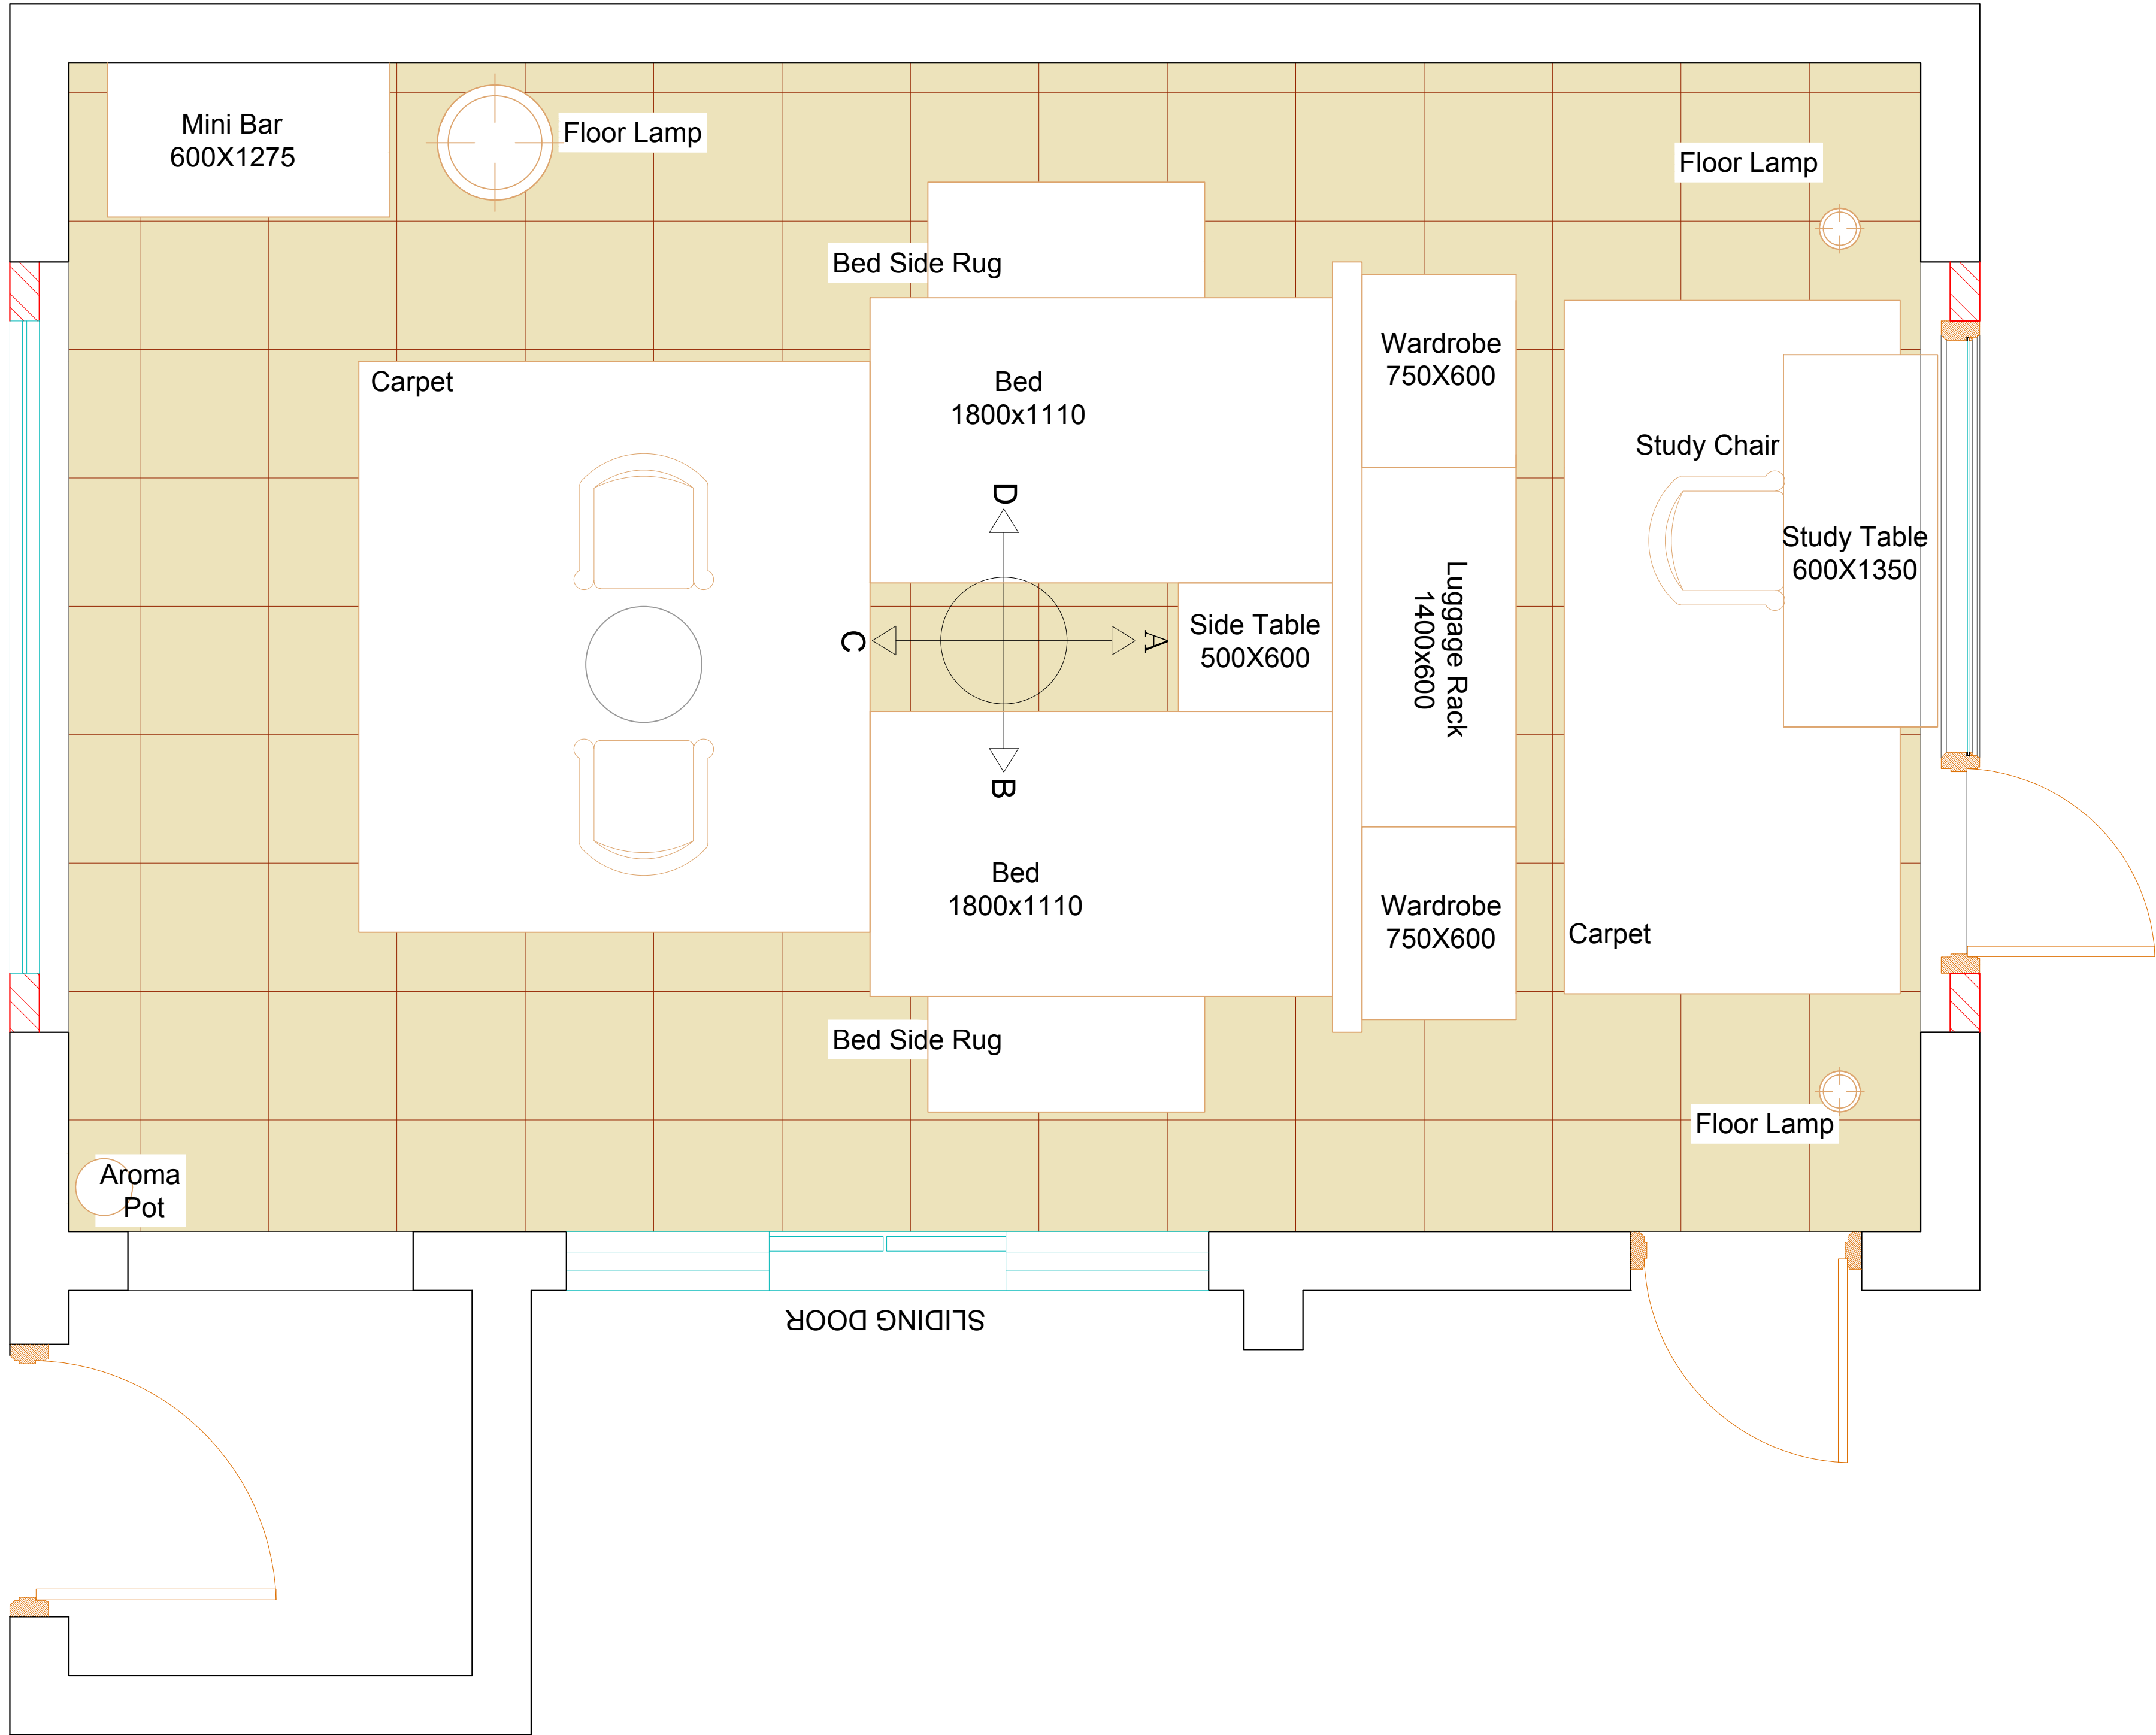 Mini Bar
600X1275
Floor Lamp
Floor Lamp
Bed Side Rug
Wardrobe
750X600
Carpet
Bed
1800x1110
Study Chair
D
Study Table
600X1350
Luggage Rack
1400x600
C
A
Side Table
500X600
B
Bed
1800x1110
Wardrobe
750X600
Carpet
Bed Side Rug
Floor Lamp
Aroma
Pot
SLIDING DOOR